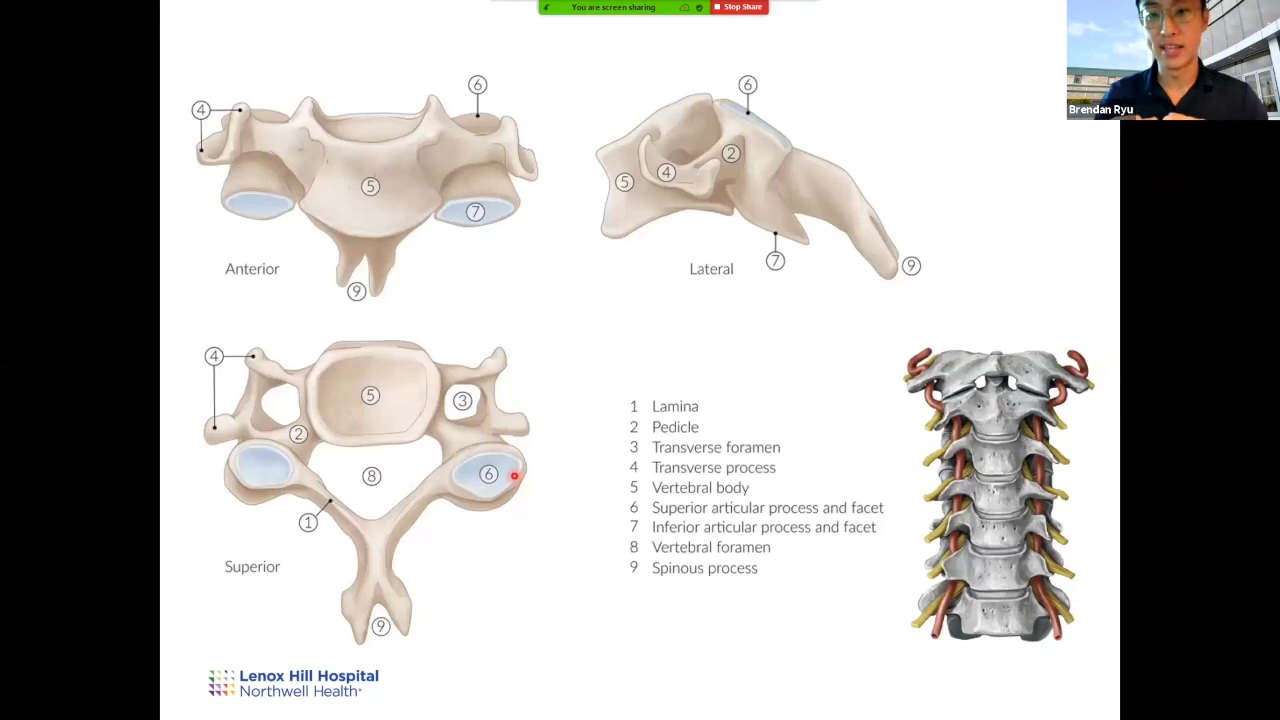 You are screen sharing
Stop Share
Brendan Ryu
4
6
5
7
9
Anterior
6
5
4
2
7
9
Lateral
4
5
3
2
8
6
1
9
Superior
1 Lamina
2 Pedicle
3 Transverse foramen
4 Transverse process
5 Vertebral body
6 Superior articular process and facet
7 Inferior articular process and facet
8 Vertebral foramen
9 Spinous process
Lenox Hill Hospital
Northwell Health®